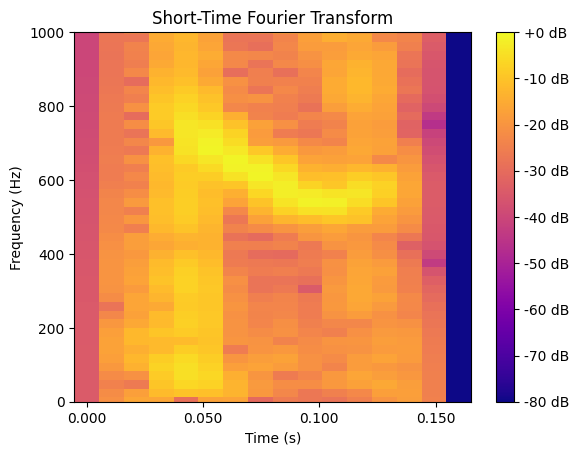 Short-Time Fourier Transform
Frequency (Hz)
1000
800
600
400
200
0
0.000
0.050
0.100
0.150
Time (s)
+0 dB
-10 dB
-20 dB
-30 dB
-40 dB
-50 dB
-60 dB
-70 dB
-80 dB